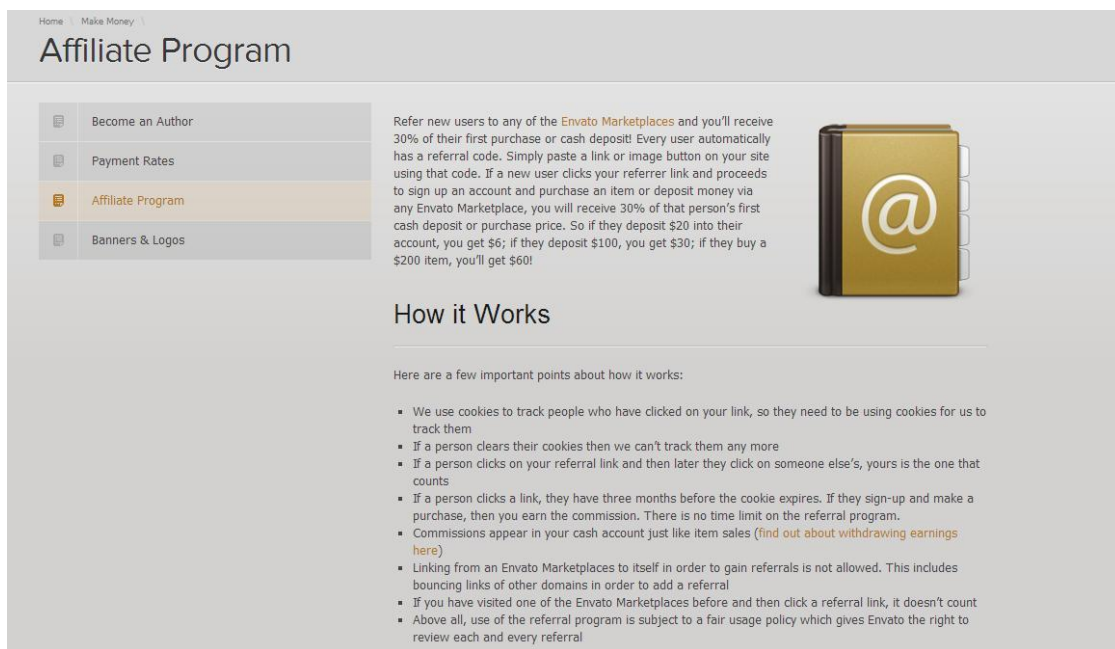 Home \ Make Money \
Affiliate Program
Become an Author
Payment Rates
Affiliate Program
Banners & Logos
Refer new users to any of the Envato Marketplaces and you'll receive
30% of their first purchase or cash deposit! Every user automatically
has a referral code. Simply paste a link or image button on your site
using that code. If a new user clicks your referrer link and proceeds
to sign up an account and purchase an item or deposit money via
any Envato Marketplace, you will receive 30% of that person's first
cash deposit or purchase price. So if they deposit $20 into their
account, you get $6; if they deposit $100, you get $30; if they buy a
$200 item, you'll get $60!
@
How it Works
Here are a few important points about how it works:
▪ We use cookies to track people who have clicked on your link, so they need to be using cookies for us to
track them
▪ If a person clears their cookies then we can't track them any more
▪ If a person clicks on your referral link and then later they click on someone else's, yours is the one that
counts
▪ If a person clicks a link, they have three months before the cookie expires. If they sign-up and make a
purchase, then you earn the commission. There is no time limit on the referral program.
▪ Commissions appear in your cash account just like item sales (find out about withdrawing earnings
here)
▪ Linking from an Envato Marketplaces to itself in order to gain referrals is not allowed. This includes
bouncing links of other domains in order to add a referral
▪ If you have visited one of the Envato Marketplaces before and then click a referral link, it doesn't count
▪ Above all, use of the referral program is subject to a fair usage policy which gives Envato the right to
review each and every referral